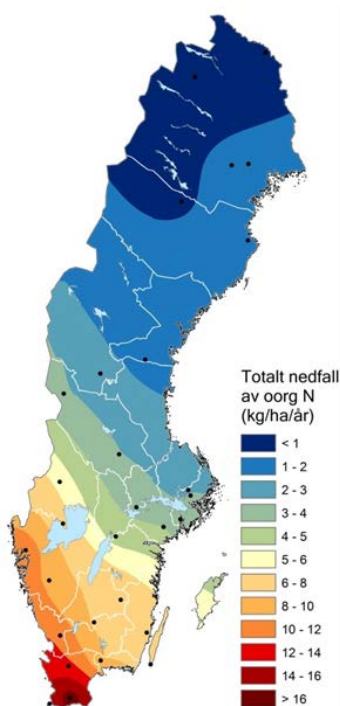 Totalt nedfall
av oorg N
(kg/ha/år)
< 1
1 - 2
2 - 3
3 - 4
4 - 5
5 - 6
6 - 8
8 - 10
10 - 12
12 - 14
14 - 16
> 16